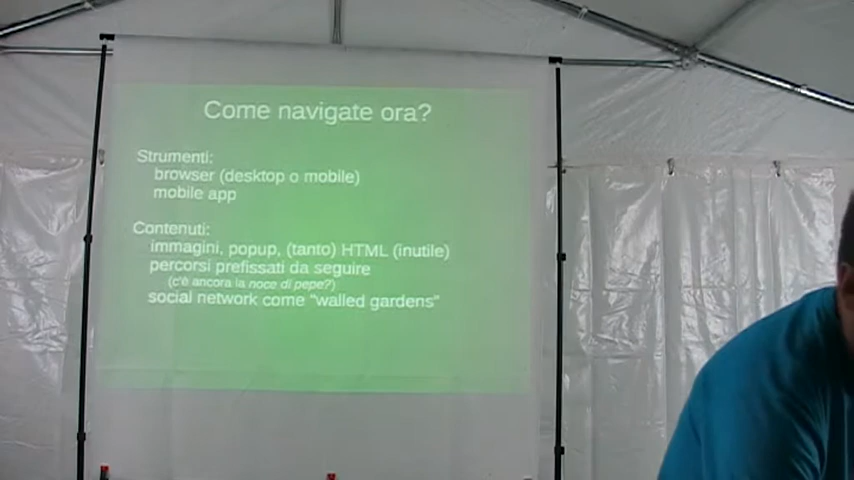 Come navigate ora?
Strumenti:
browser (desktop o mobile)
mobile app
Contenuti:
immagini, popup, (tanto) HTML (inutile)
percorsi prefissati da seguire
(c'è ancora la noce di pepe?)
social network come "walled gardens"